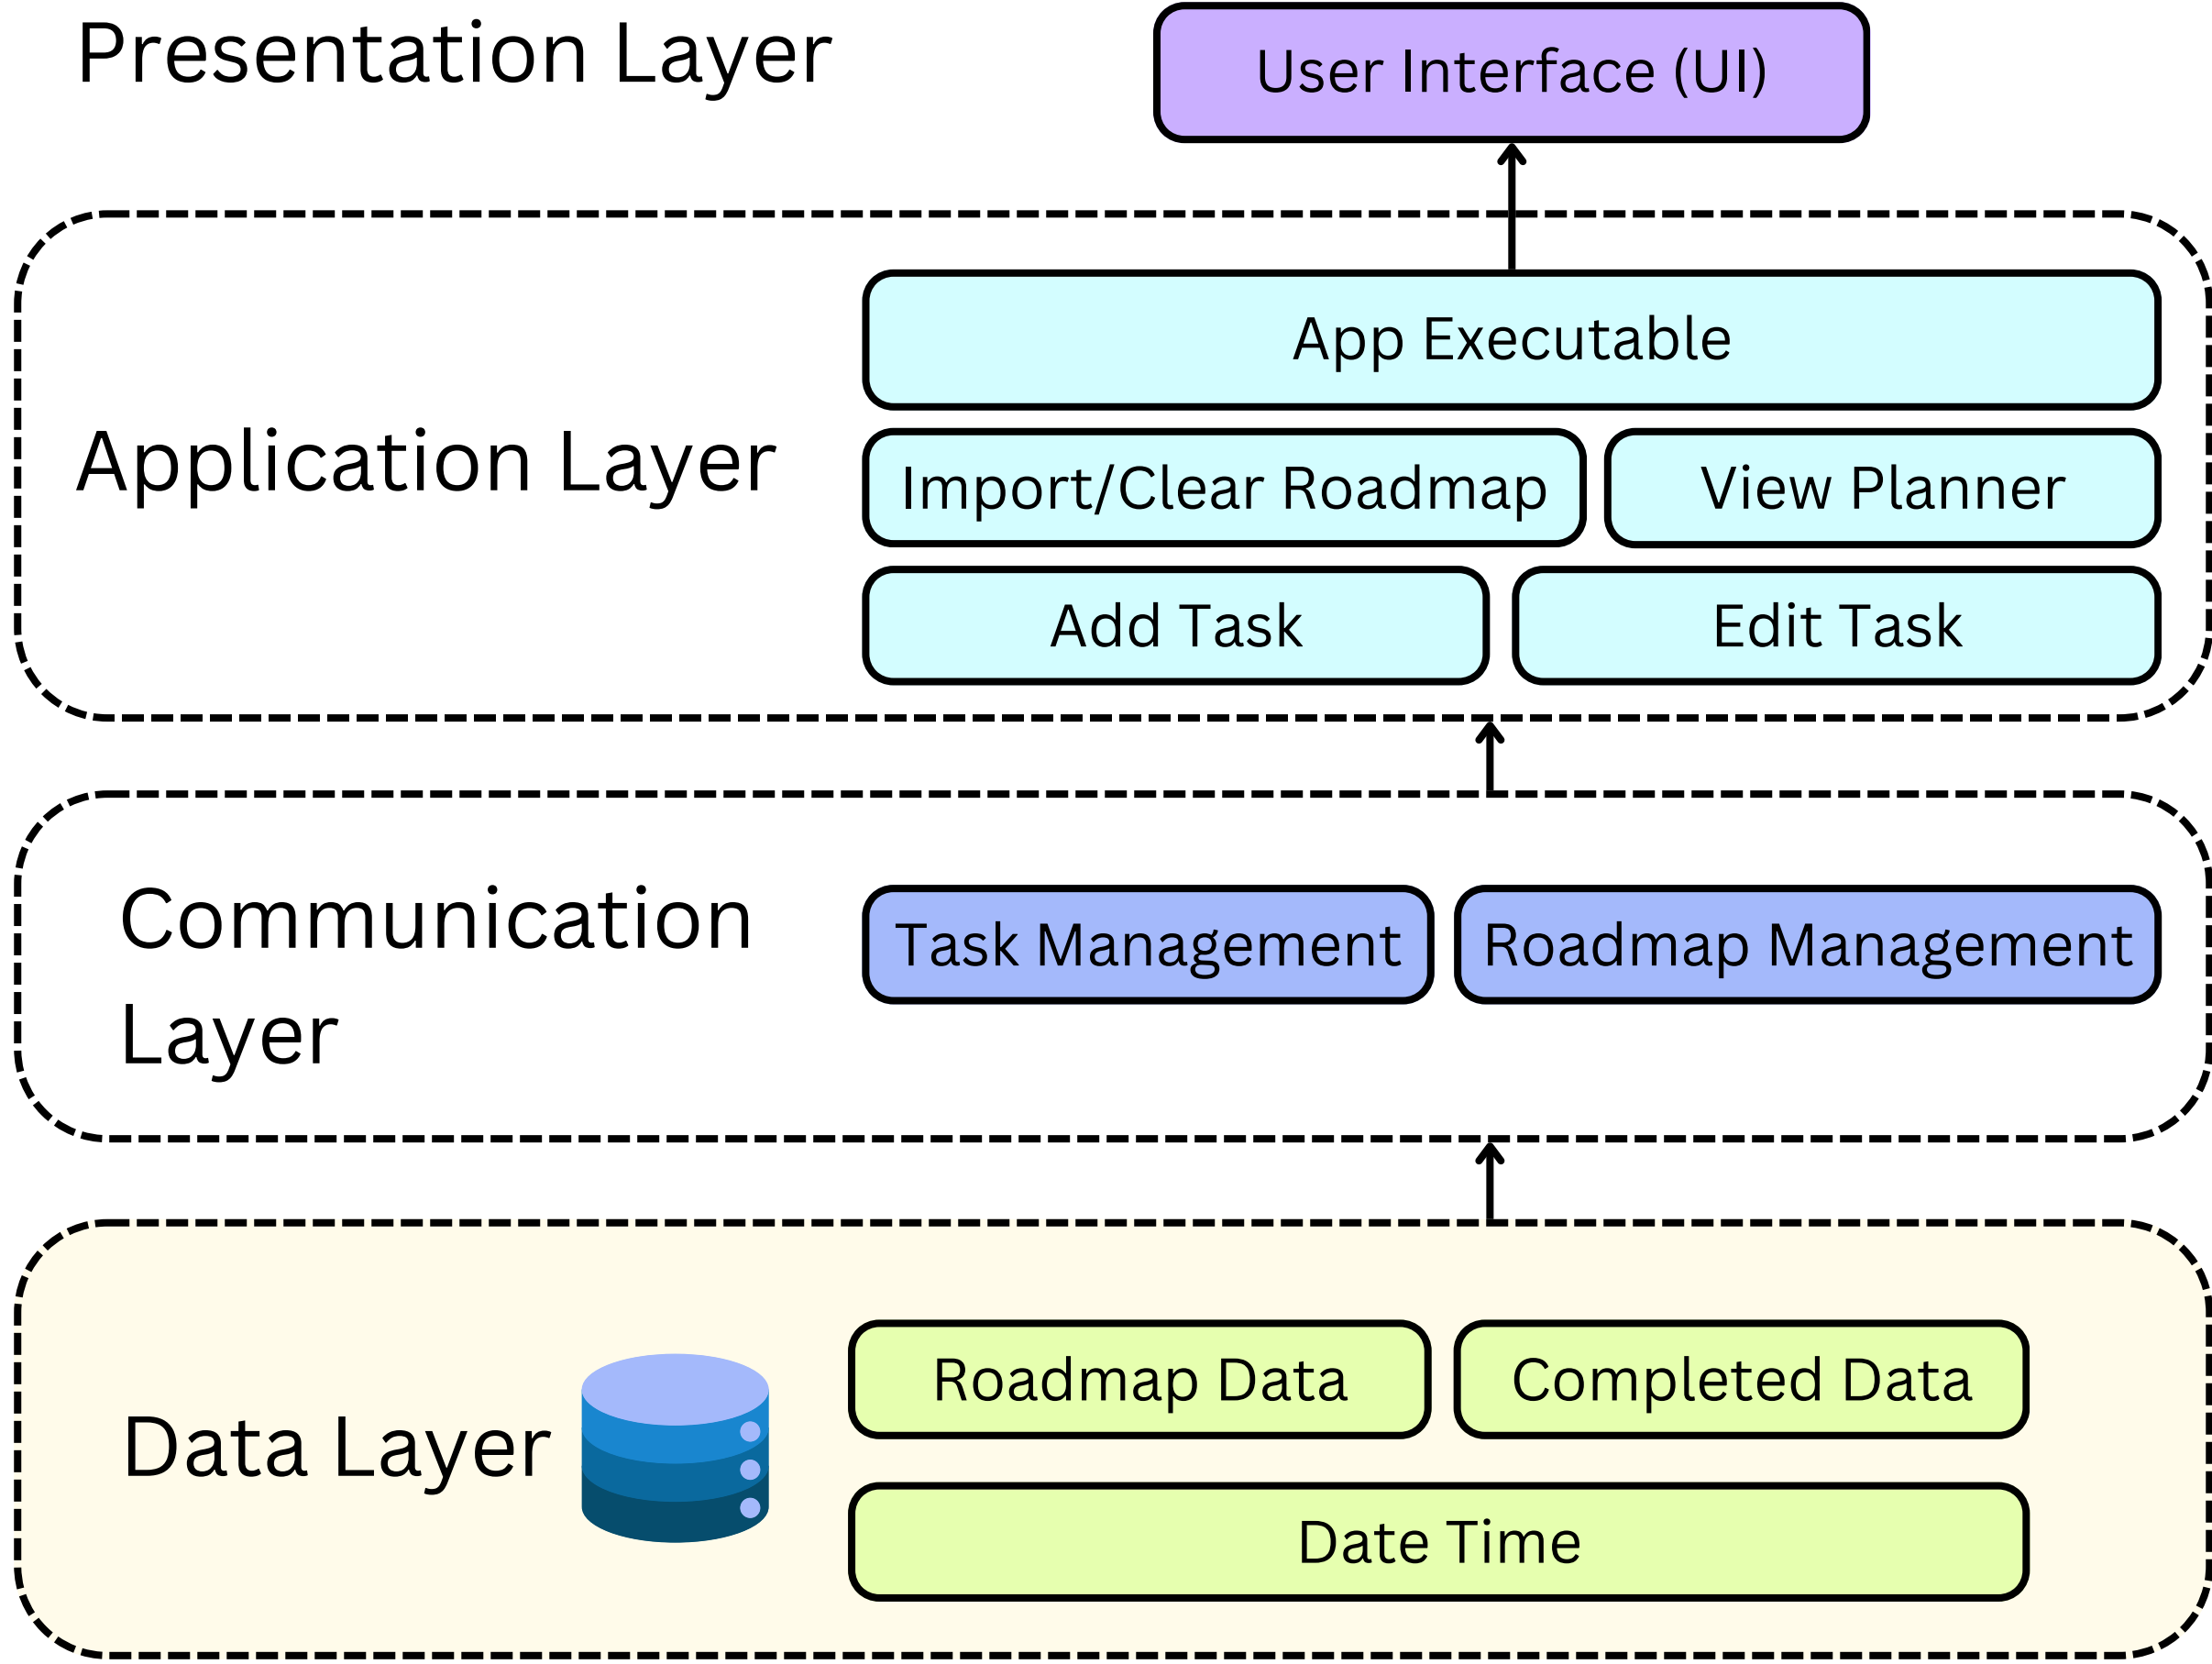 Presentation Layer
User Interface (UI)
App Executable
Application Layer
Import/Clear Roadmap
View Planner
Add Task
Edit Task
Communication
Layer
Task Management
Roadmap Management
Data Layer
Roadmap Data
Completed Data
Date Time